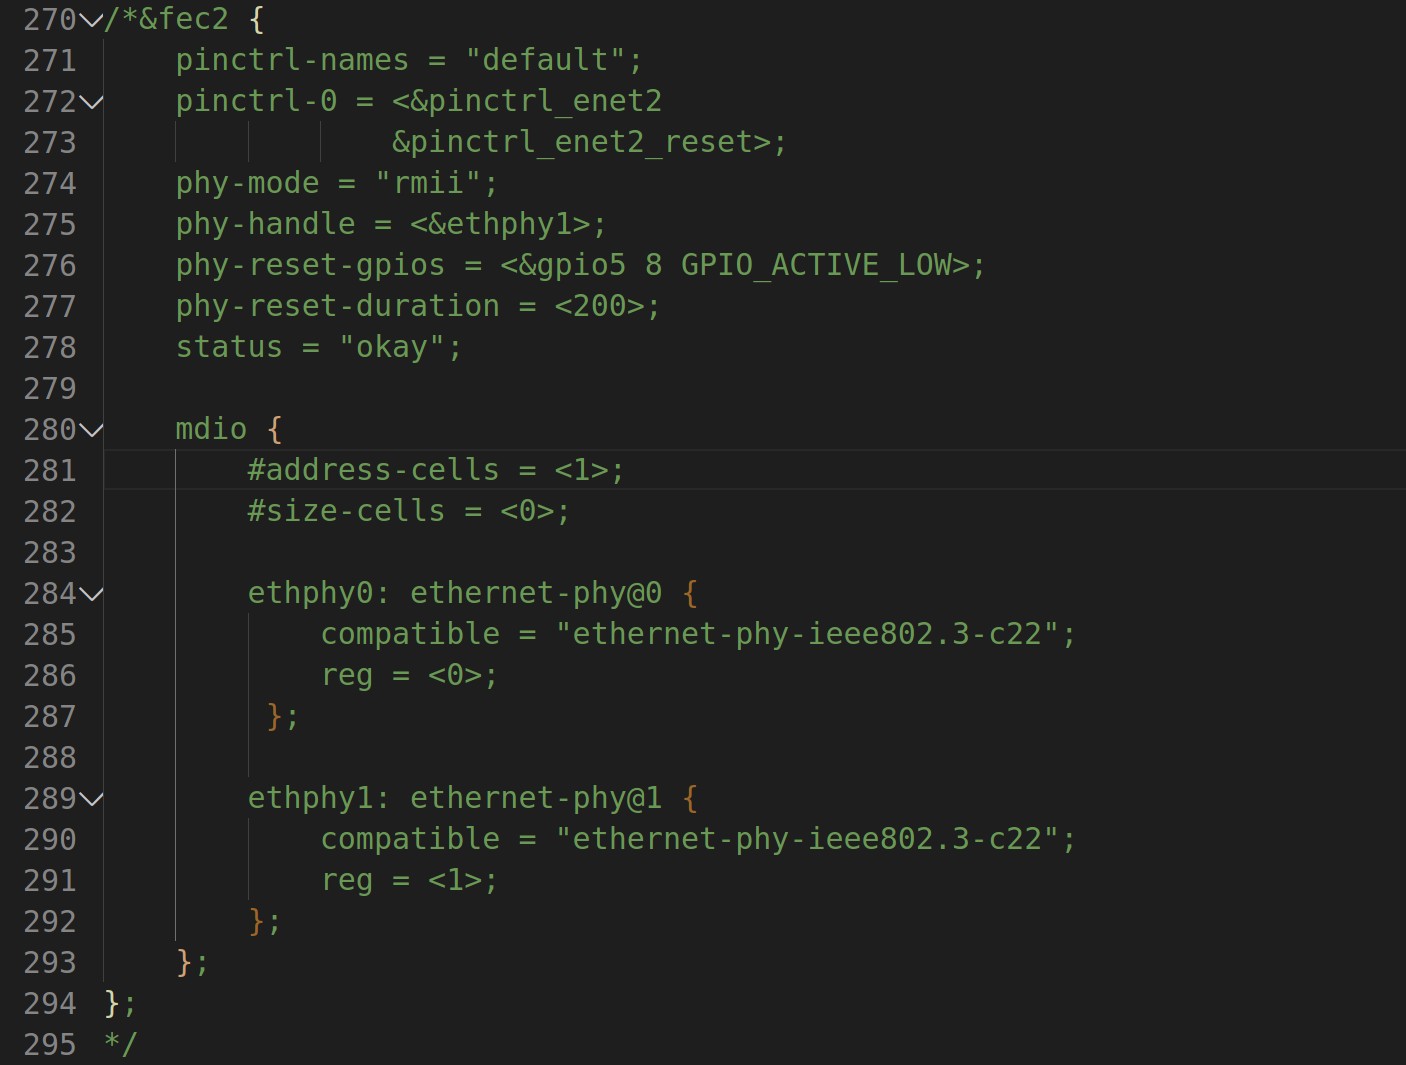 270 /*&fec2 {
271     pinctrl-names = "default";
272     pinctrl-0 = <&pinctrl_enet2
273                 &pinctrl_enet2_reset>;
274     phy-mode = "rmii";
275     phy-handle = <&ethphy1>;
276     phy-reset-gpios = <&gpio5 8 GPIO_ACTIVE_LOW>;
277     phy-reset-duration = <200>;
278     status = "okay";
279
280     mdio {
281         #address-cells = <1>;
282         #size-cells = <0>;
283
284         ethphy0: ethernet-phy@0 {
285             compatible = "ethernet-phy-ieee802.3-c22";
286             reg = <0>;
287          };
288
289         ethphy1: ethernet-phy@1 {
290             compatible = "ethernet-phy-ieee802.3-c22";
291             reg = <1>;
292         };
293     };
294 };
295 */